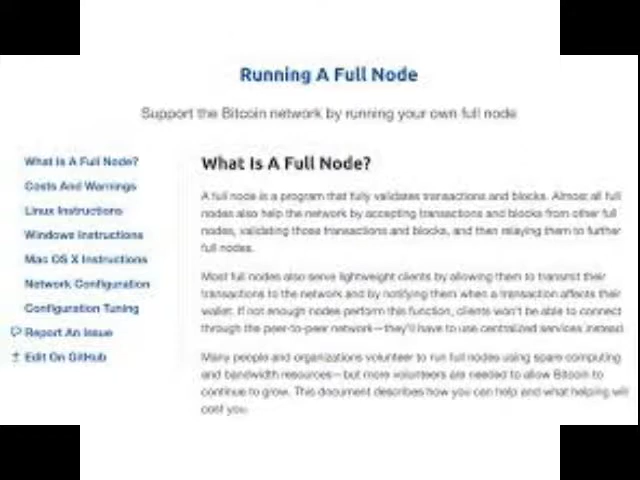 Running A Full Node
Support the Bitcoin network by running your own full node
What Is A Full Node?
Costs And Warnings
Linux Instructions
Windows Instructions
Mac OS X Instructions
Network Configuration
Configuration Tuning
Report An Issue
Edit On GitHub
What Is A Full Node?
A full node is a program that fully validates transactions and blocks. Almost all full
nodes also help the network by accepting transactions and blocks from other full
nodes, validating those transactions and blocks, and then relaying them to further
full nodes.
Most full nodes also serve lightweight clients by allowing them to transmit their
transactions to the network and by notifying them when a transaction affects their
wallet. If not enough nodes perform this function, clients won't be able to connect
through the peer-to-peer network—they'll have to use centralized services instead.
Many people and organizations volunteer to run full nodes using spare computing
and bandwidth resources—but more volunteers are needed to allow Bitcoin to
continue to grow. This document describes how you can help and what helping will
cost you.